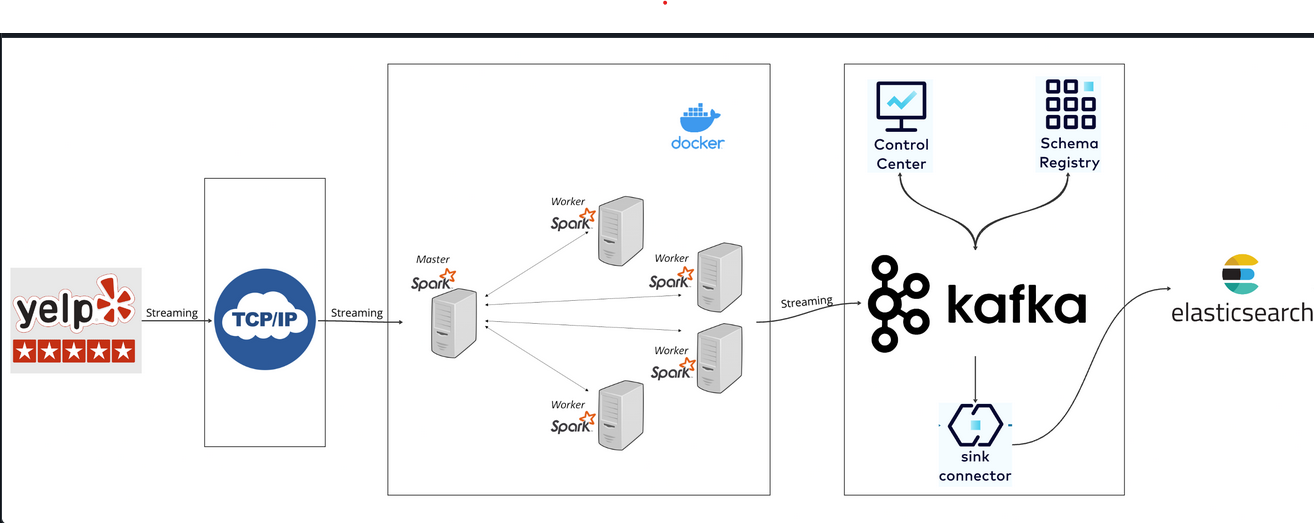 yelp
Streaming
TCP/IP
Streaming
docker
Master
Spark
Worker
Spark
Worker
Spark
Worker
Spark
Worker
Spark
Streaming
Control
Center
Schema
Registry
kafka
sink
connector
elasticsearch